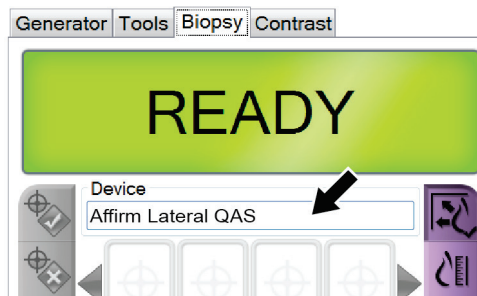 Generator Tools Biopsy Contrast
READY
Device
Affirm Lateral QAS